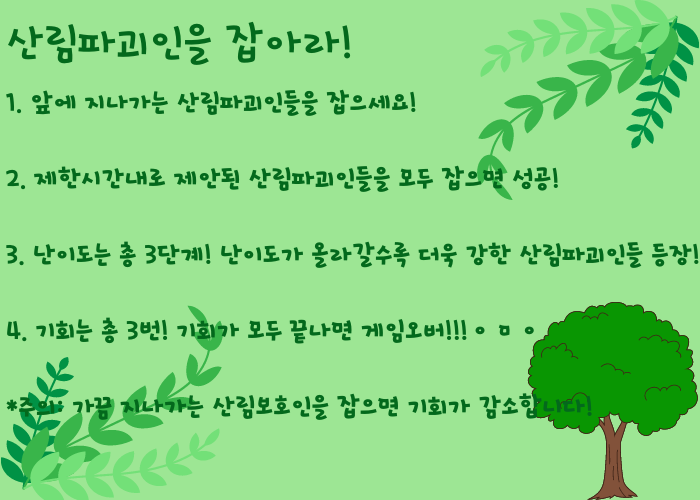 산림파괴인을 잡아라!
1. 앞에 지나가는 산림파괴인들을 잡으세요!
2. 제한시간내로 제안된 산림파괴인들을 모두 잡으면 성공!
3. 난이도는 총 3단계! 난이도가 올라갈수록 더욱 강한 산림파괴인들 등장!
4. 기회는 총 3번! 기회가 모두 끝나면 게임오버!!! ㅇ ㅁ ㅇ
*주의: 가끔 지나가는 산림보호인을 잡으면 기회가 감소합니다!